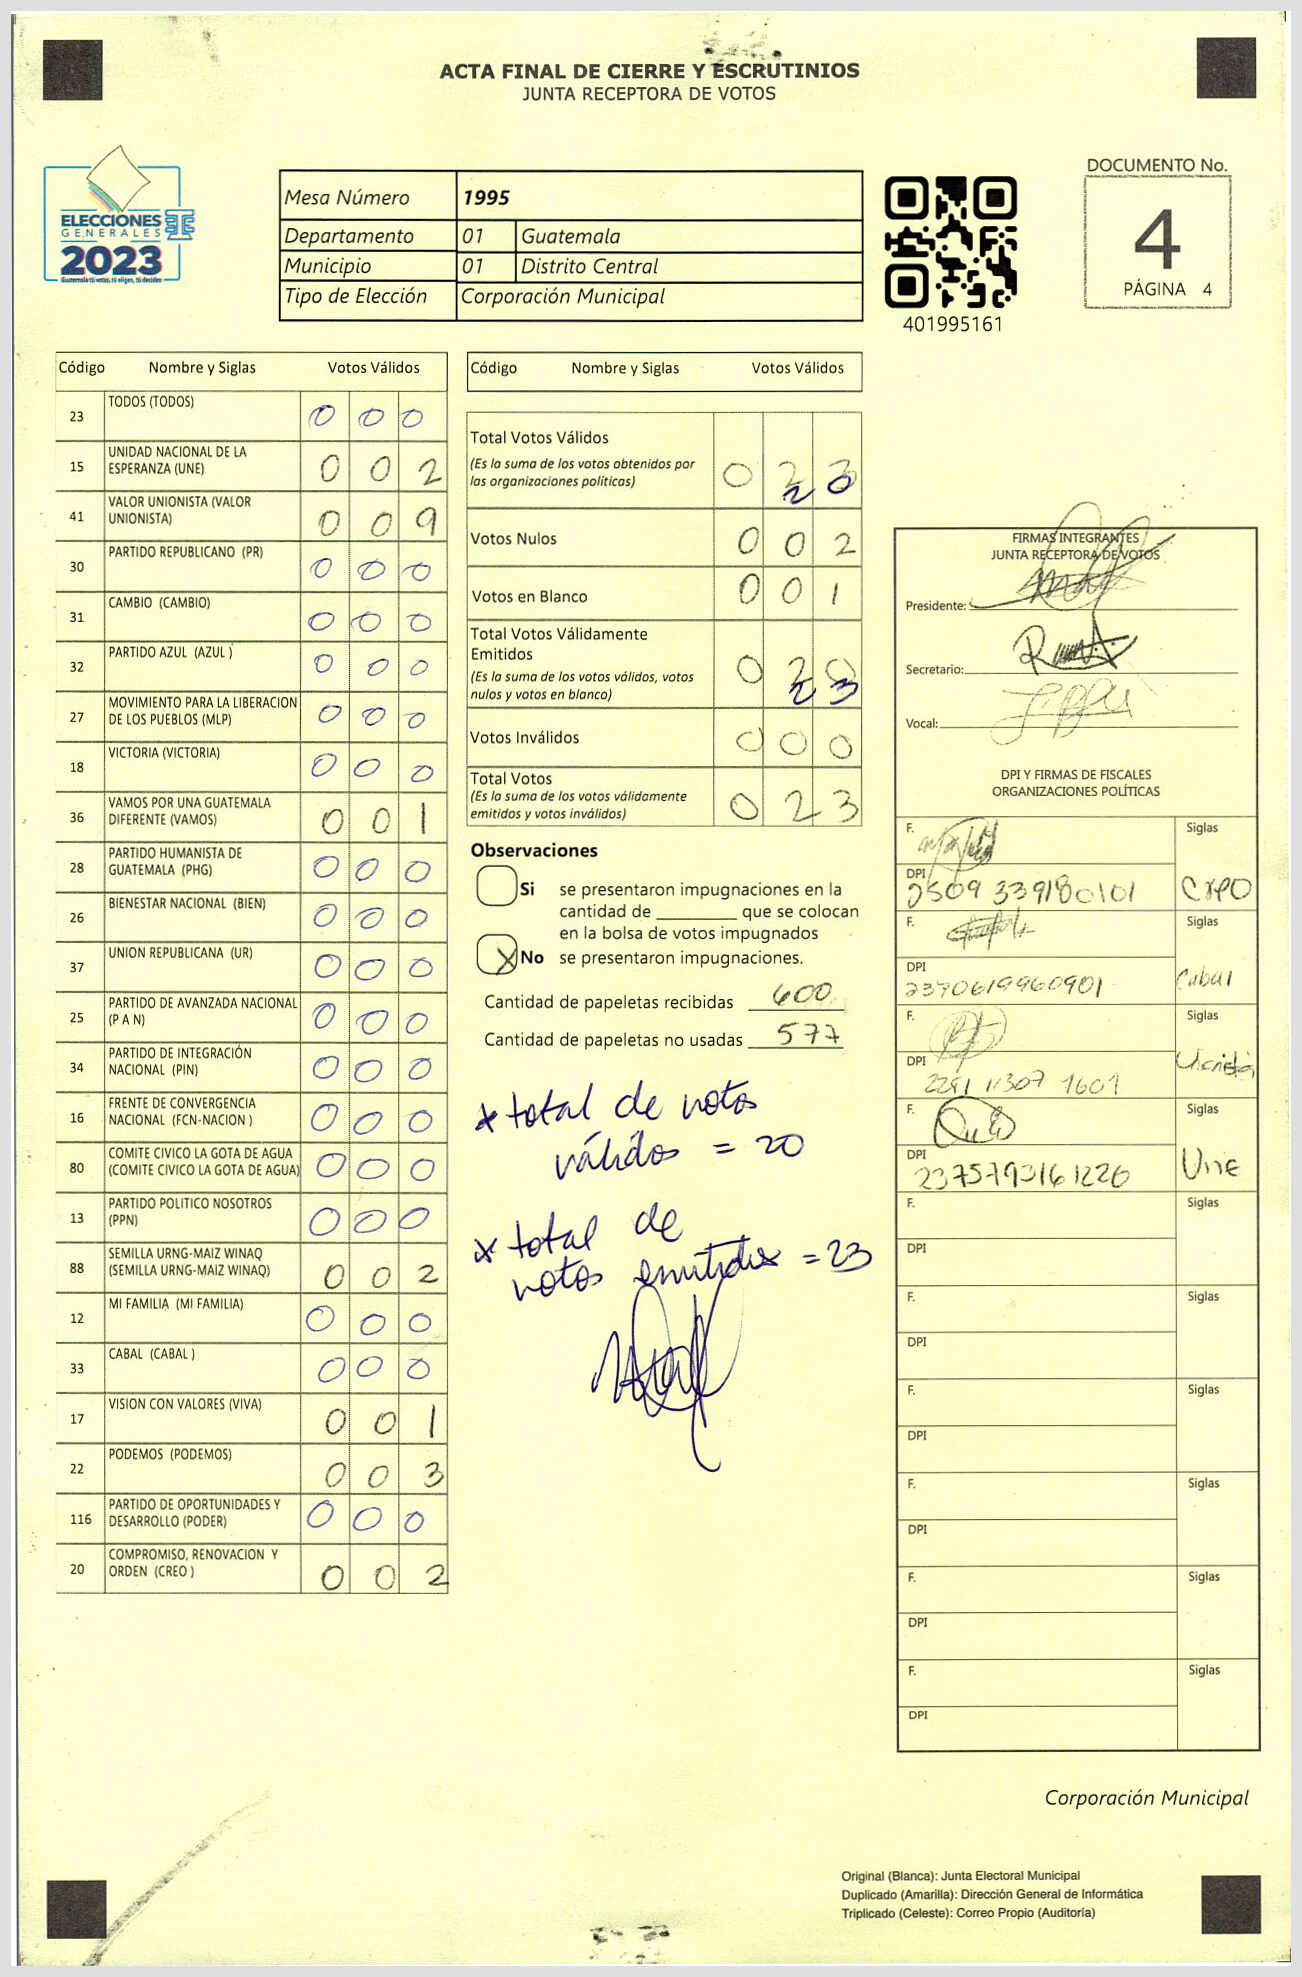 ACTA FINAL DE CIERRE Y ESCRUTINIOS
JUNTA RECEPTORA DE VOTOS
ELECCIONES
GENERALES
2023
Guatemala tú votas, tú eliges, tú decides
Mesa Número 1995
Departamento 01 Guatemala
Municipio 01 Distrito Central
Tipo de Elección Corporación Municipal
401995161
DOCUMENTO No.
4
PÁGINA 4
Código Nombre y Siglas Votos Válidos
23 TODOS (TODOS) 0 0 0
15 UNIDAD NACIONAL DE LA
ESPERANZA (UNE) 0 0 2
41 VALOR UNIONISTA (VALOR
UNIONISTA) 0 0 9
30 PARTIDO REPUBLICANO (PR) 0 0 0
31 CAMBIO (CAMBIO) 0 0 0
32 PARTIDO AZUL (AZUL ) 0 0 0
27 MOVIMIENTO PARA LA LIBERACION
DE LOS PUEBLOS (MLP) 0 0 0
18 VICTORIA (VICTORIA) 0 0 0
36 VAMOS POR UNA GUATEMALA
DIFERENTE (VAMOS) 0 0 1
28 PARTIDO HUMANISTA DE
GUATEMALA (PHG) 0 0 0
26 BIENESTAR NACIONAL (BIEN) 0 0 0
37 UNION REPUBLICANA (UR) 0 0 0
25 PARTIDO DE AVANZADA NACIONAL
(P A N) 0 0 0
34 PARTIDO DE INTEGRACIÓN
NACIONAL (PIN) 0 0 0
16 FRENTE DE CONVERGENCIA
NACIONAL (FCN-NACION ) 0 0 0
80 COMITE CIVICO LA GOTA DE AGUA
(COMITE CIVICO LA GOTA DE AGUA) 0 0 0
13 PARTIDO POLITICO NOSOTROS
(PPN) 0 0 0
88 SEMILLA URNG-MAIZ WINAQ
(SEMILLA URNG-MAIZ WINAQ) 0 0 2
12 MI FAMILIA (MI FAMILIA) 0 0 0
33 CABAL (CABAL ) 0 0 0
17 VISION CON VALORES (VIVA) 0 0 1
22 PODEMOS (PODEMOS) 0 0 3
116 PARTIDO DE OPORTUNIDADES Y
DESARROLLO (PODER) 0 0 0
20 COMPROMISO, RENOVACION Y
ORDEN (CREO ) 0 0 2
Código Nombre y Siglas Votos Válidos
Total Votos Válidos
(Es la suma de los votos obtenidos por
las organizaciones políticas) 0 2 0
Votos Nulos 0 0 2
Votos en Blanco 0 0 1
Total Votos Válidamente
Emitidos
(Es la suma de los votos válidos, votos
nulos y votos en blanco) 0 2 3
Votos Inválidos 0 0 0
Total Votos
(Es la suma de los votos válidamente
emitidos y votos inválidos) 0 2 3
Observaciones
Si se presentaron impugnaciones en la
cantidad de ________ que se colocan
en la bolsa de votos impugnados
X No se presentaron impugnaciones.
Cantidad de papeletas recibidas 600
Cantidad de papeletas no usadas 577
* total de votos
válidos = 20
* total de
votos emitidos = 23
FIRMAS INTEGRANTES
JUNTA RECEPTORA DE VOTOS
Presidente:
Secretario:
Vocal:
DPI Y FIRMAS DE FISCALES
ORGANIZACIONES POLÍTICAS
F. Siglas
DPI
2509 339180101 Creo
F. Siglas
DPI
2370619960901 Cabal
F. Siglas
DPI
2281 11307 1601
F. Siglas
DPI
2375793161226 Une
F. Siglas
DPI
F. Siglas
DPI
F. Siglas
DPI
F. Siglas
DPI
F. Siglas
DPI
F. Siglas
DPI
Corporación Municipal
Original (Blanca): Junta Electoral Municipal
Duplicado (Amarilla): Dirección General de Informática
Triplicado (Celeste): Correo Propio (Auditoría)